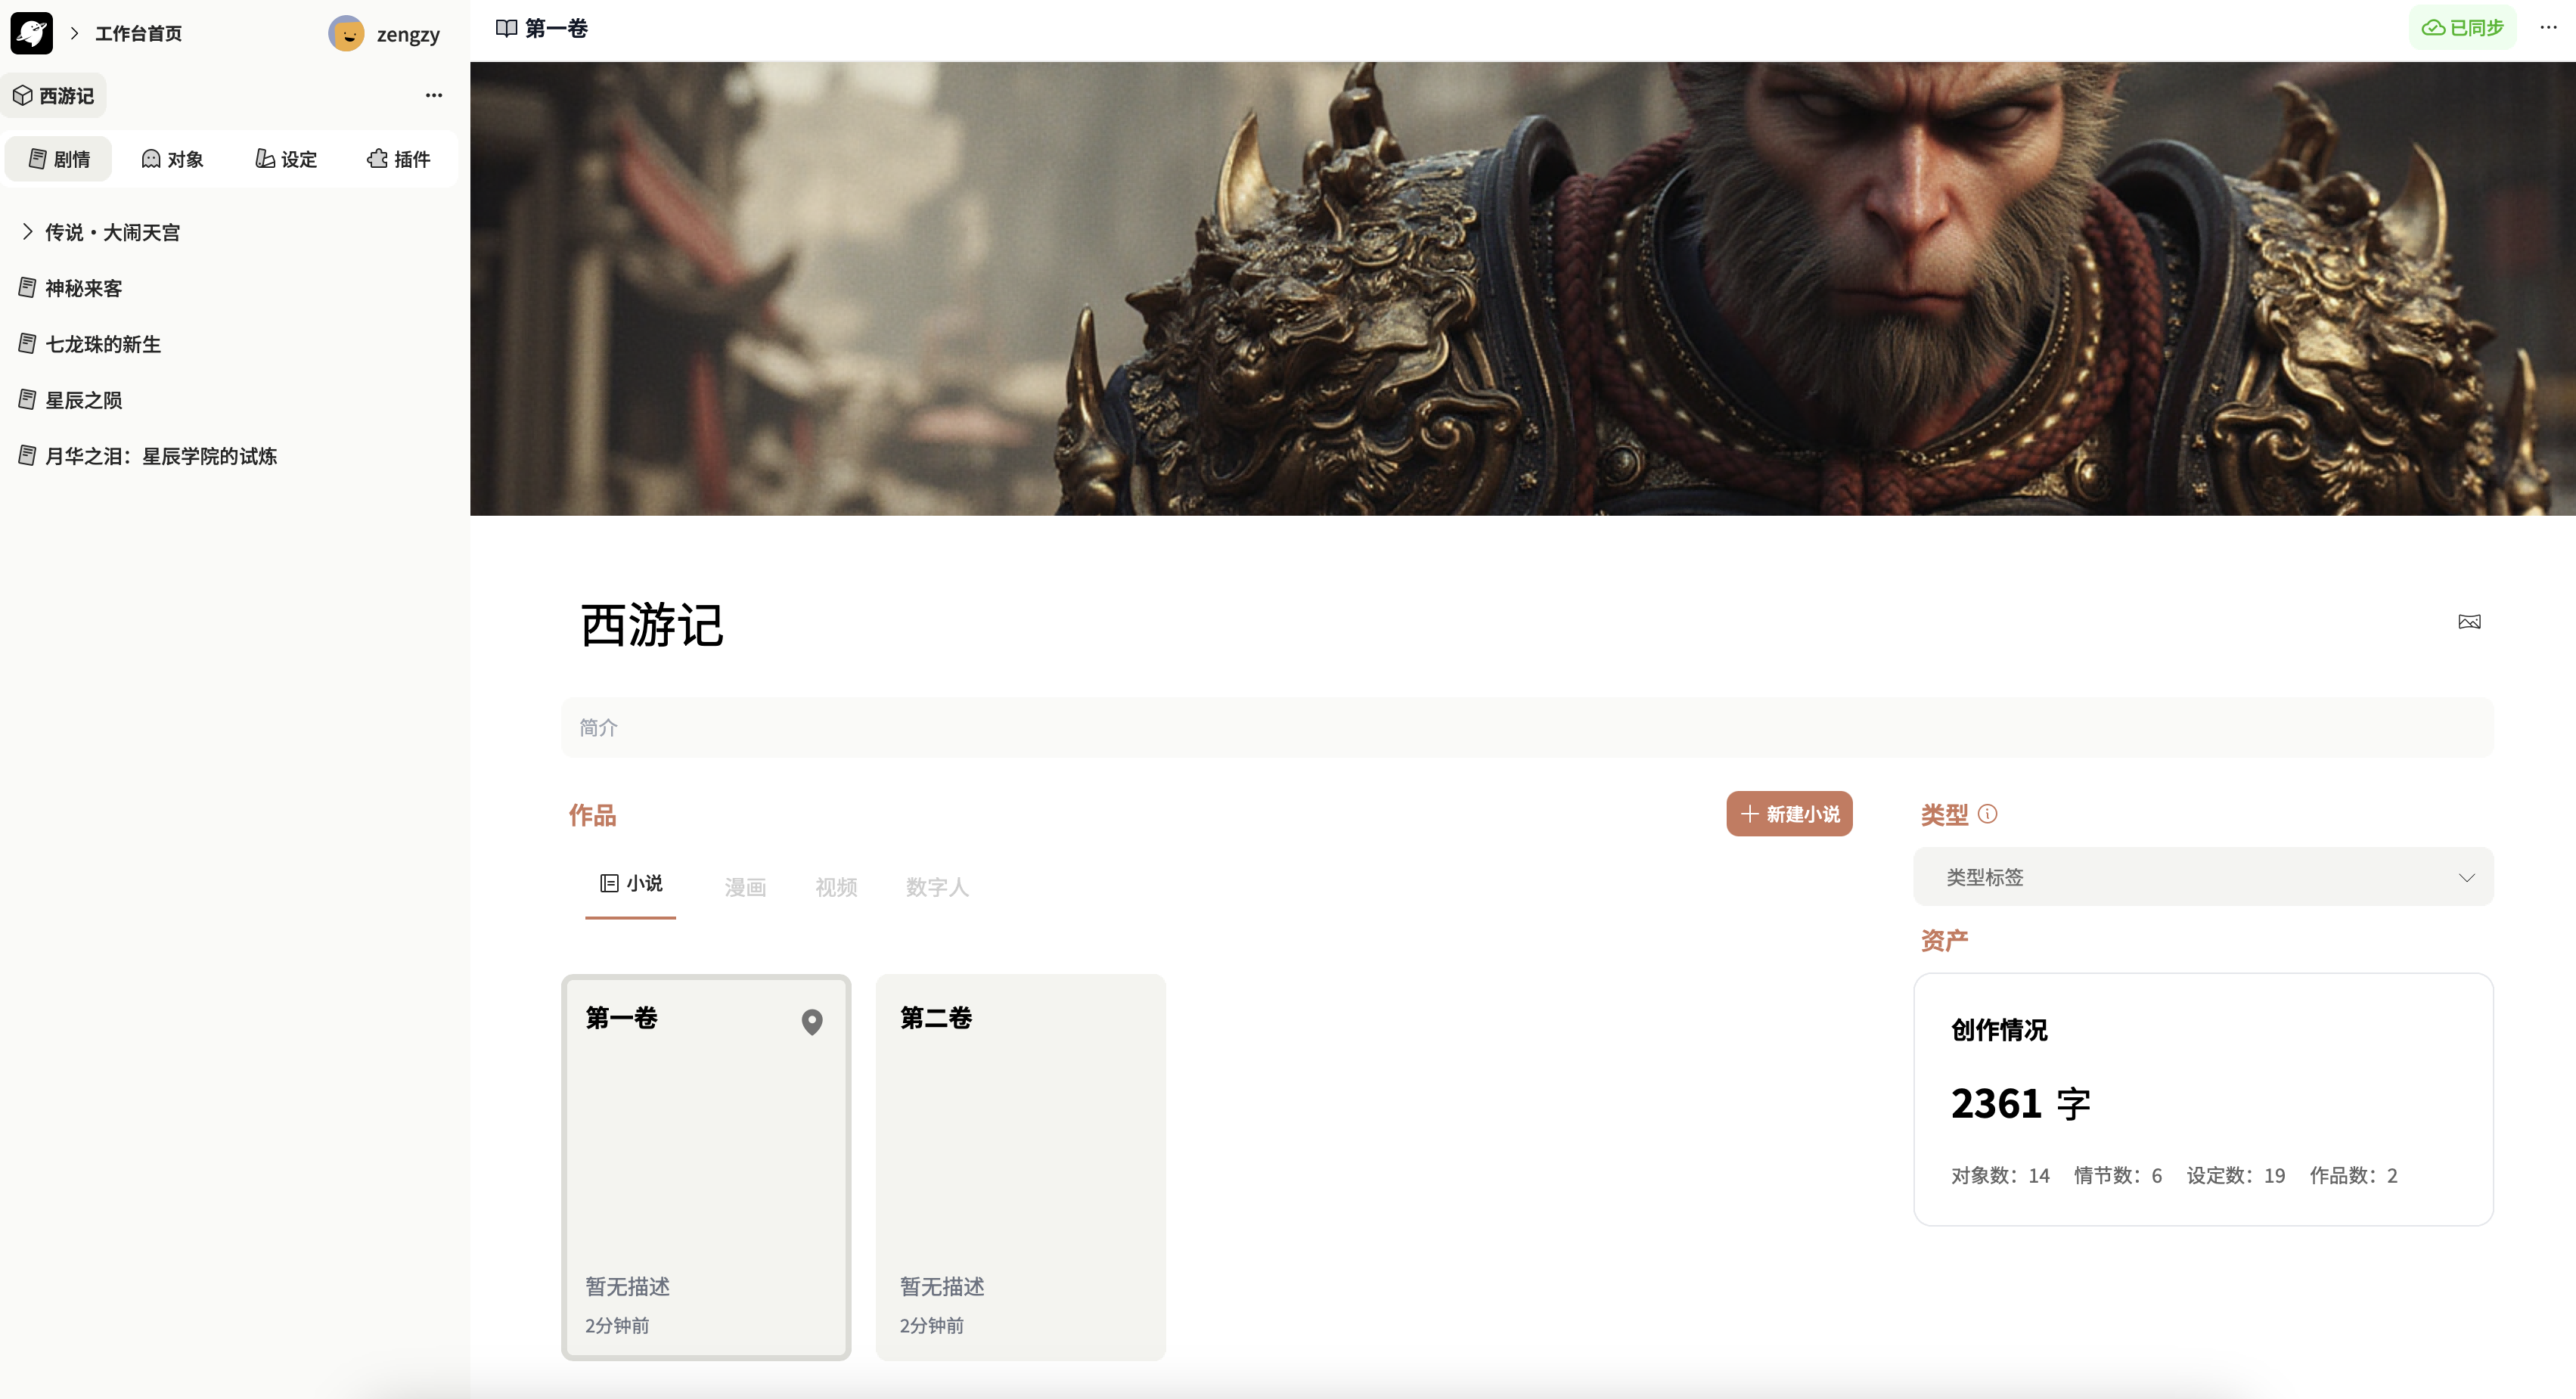 工作台首页
zengzy
西游记
剧情
对象
设定
插件
传说·大闹天宫
神秘来客
七龙珠的新生
星辰之陨
月华之泪：星辰学院的试炼
第一卷
已同步
西游记
简介
作品
新建小说
小说
漫画
视频
数字人
第一卷
暂无描述
2分钟前
第二卷
暂无描述
2分钟前
类型
类型标签
资产
创作情况
2361 字
对象数：14 情节数：6 设定数：19 作品数：2